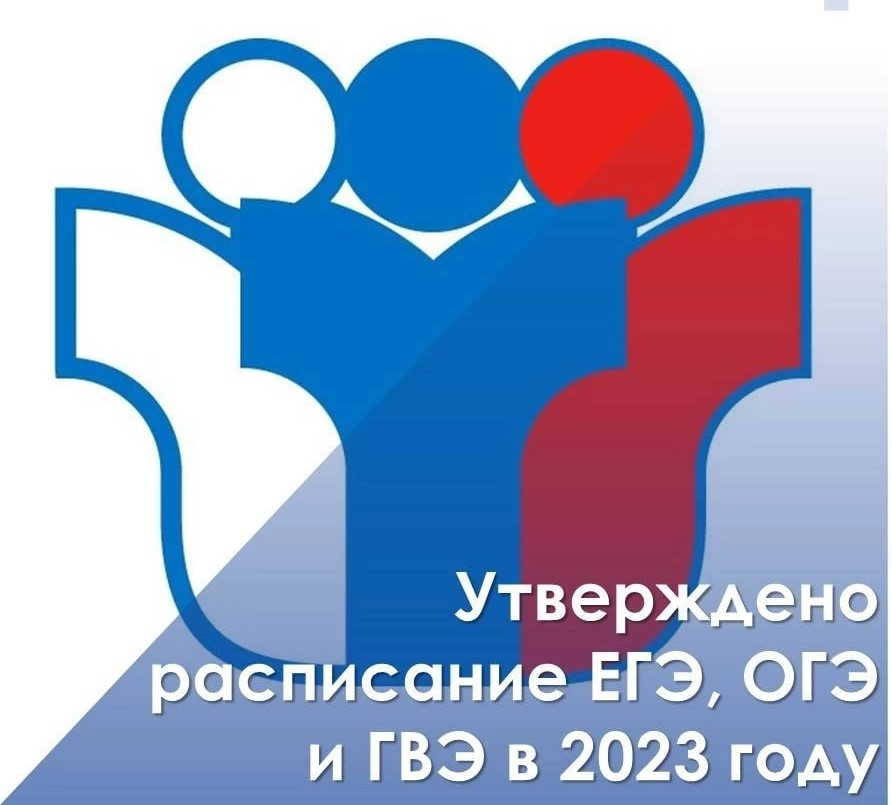 Утверждено
расписание ЕГЭ, ОГЭ
и ГВЭ в 2023 году